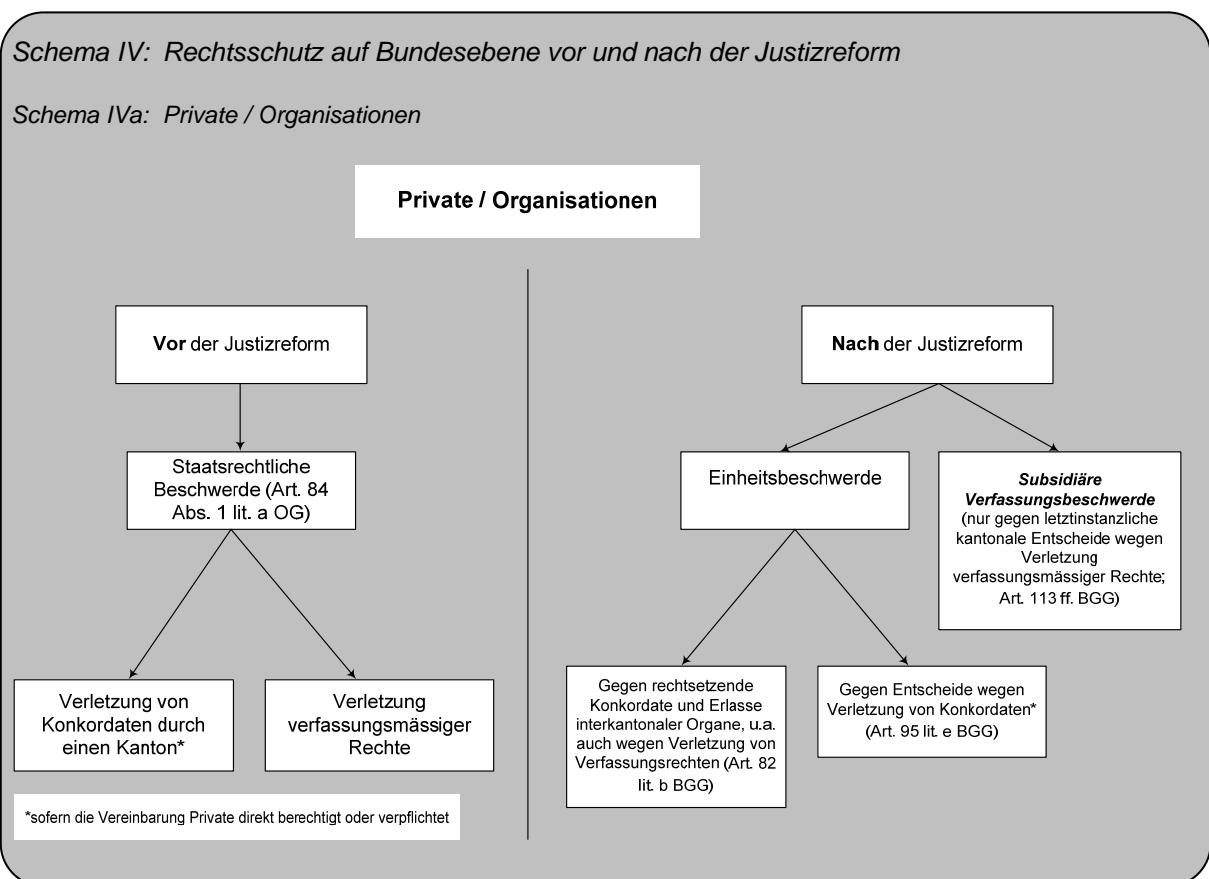 Schema IV: Rechtsschutz auf Bundesebene vor und nach der Justizreform
Schema IVa: Private / Organisationen
Private / Organisationen
Vor der Justizreform
Staatsrechtliche
Beschwerde (Art. 84
Abs. 1 lit. a OG)
Verletzung von
Konkordaten durch
einen Kanton*
Verletzung
verfassungsmässiger
Rechte
*sofern die Vereinbarung Private direkt berechtigt oder verpflichtet
Nach der Justizreform
Einheitsbeschwerde
Subsidiäre
Verfassungsbeschwerde
(nur gegen letztinstanzliche
kantonale Entscheide wegen
Verletzung
verfassungsmässiger Rechte;
Art. 113 ff. BGG)
Gegen rechtsetzende
Konkordate und Erlasse
interkantonaler Organe, u.a.
auch wegen Verletzung von
Verfassungsrechten (Art. 82
lit. b BGG)
Gegen Entscheide wegen
Verletzung von Konkordaten*
(Art. 95 lit. e BGG)